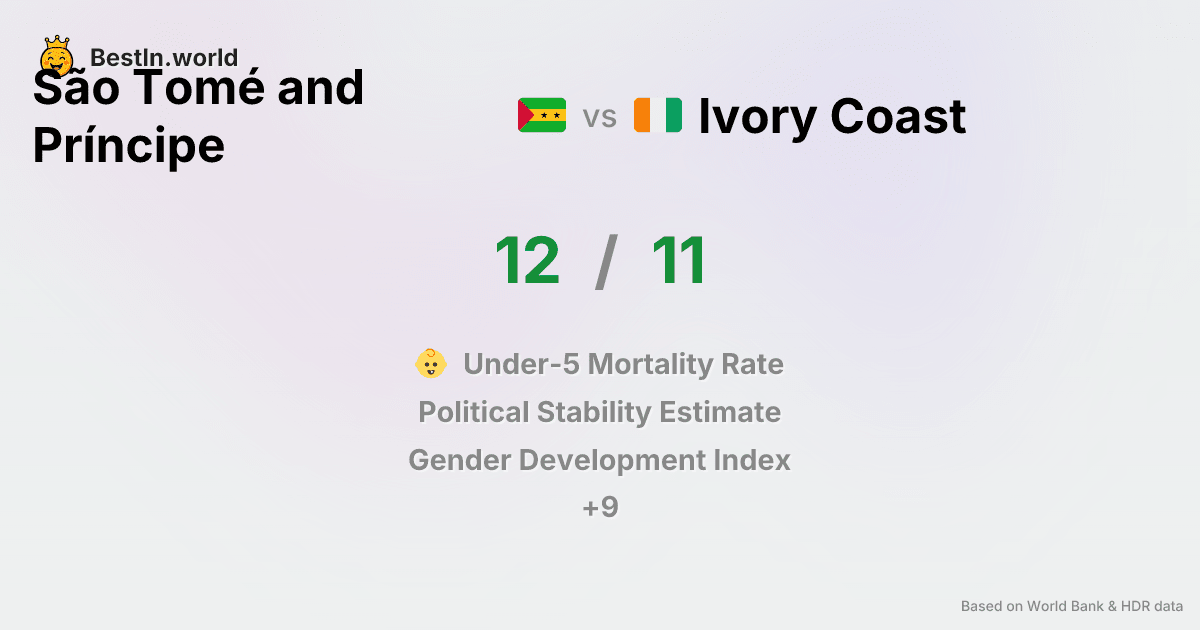 BestIn.world
São Tomé and
Príncipe
vs
Ivory Coast
12 / 11
Under-5 Mortality Rate
Political Stability Estimate
Gender Development Index
+9
Based on World Bank & HDR data